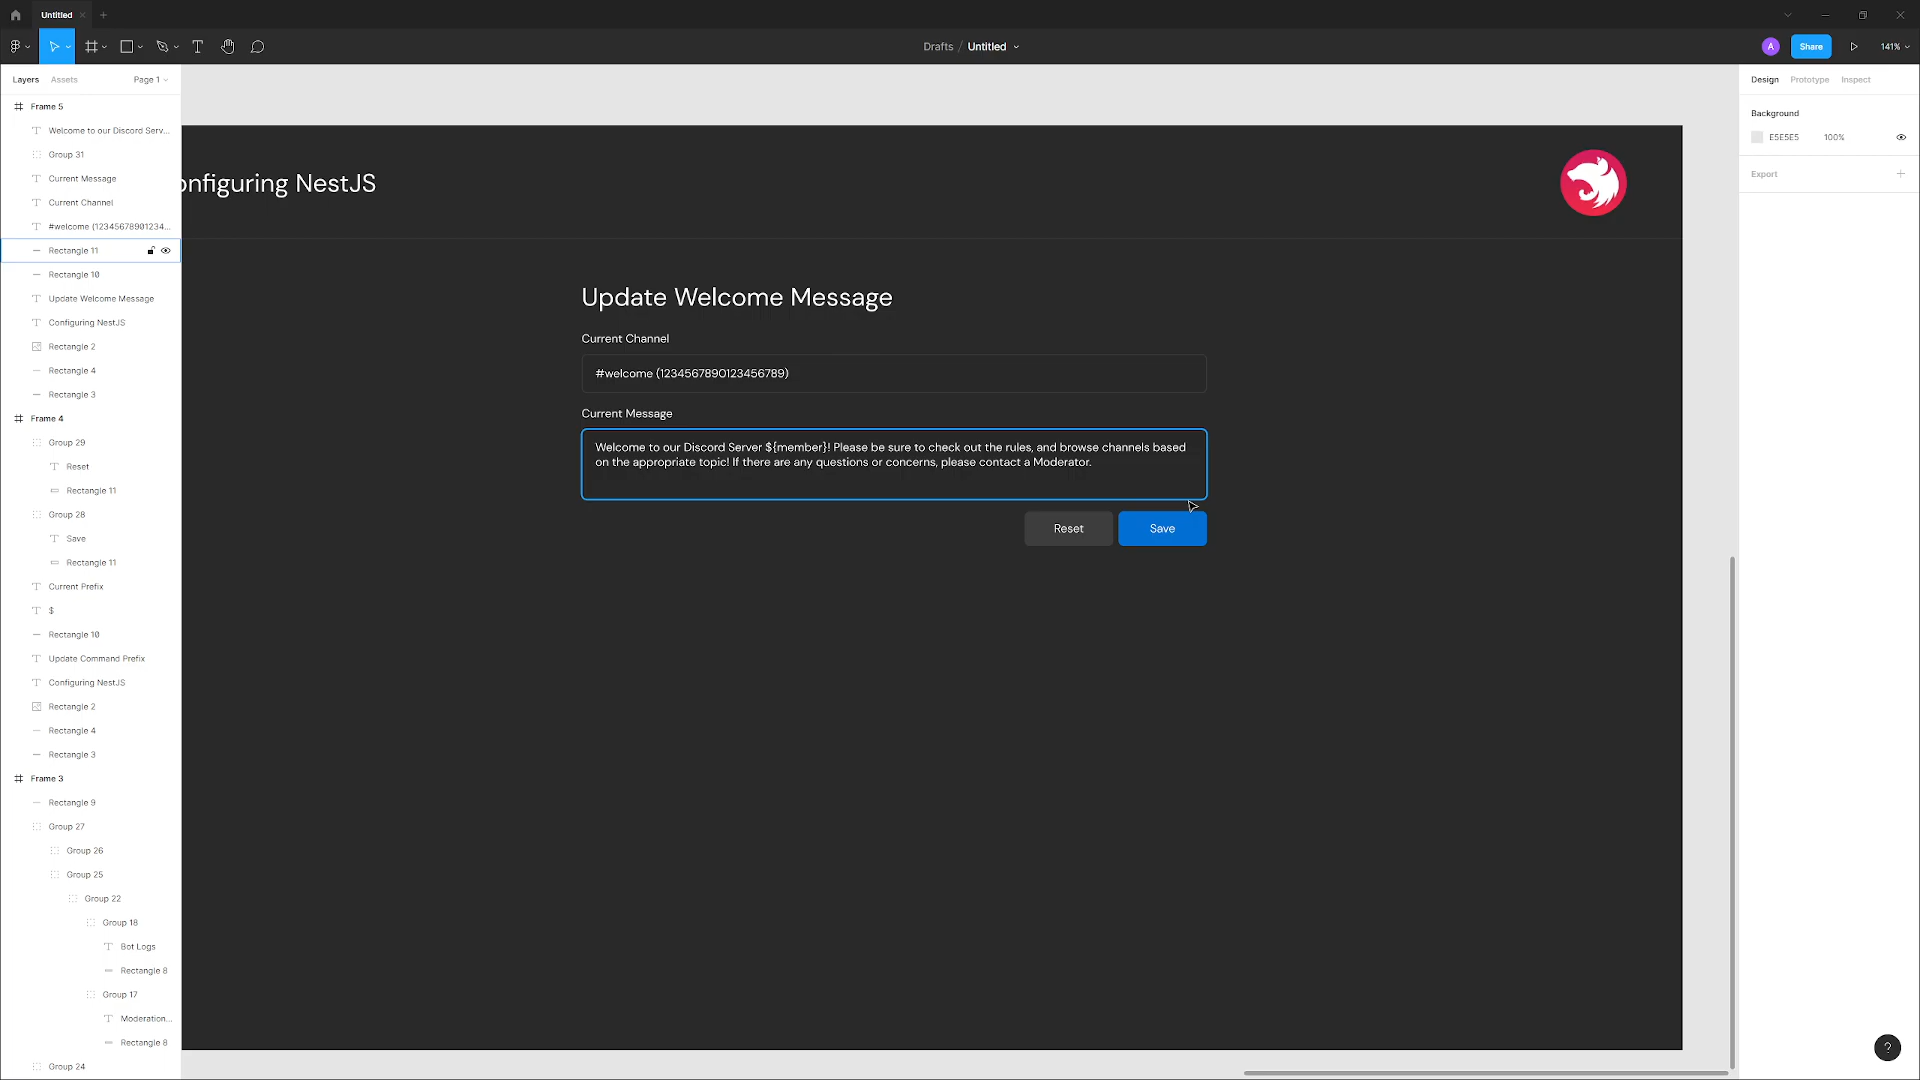 Untitled
Drafts / Untitled
A
Share
141%
Layers
Assets
Page 1
Frame 5
Welcome to our Discord Serv...
Group 31
Current Message
Current Channel
#welcome (12345678901234...
Rectangle 11
Rectangle 10
Update Welcome Message
Configuring NestJS
Rectangle 2
Rectangle 4
Rectangle 3
Frame 4
Group 29
Reset
Rectangle 11
Group 28
Save
Rectangle 11
Current Prefix
$
Rectangle 10
Update Command Prefix
Configuring NestJS
Rectangle 2
Rectangle 4
Rectangle 3
Frame 3
Rectangle 9
Group 27
Group 26
Group 25
Group 22
Group 18
Bot Logs
Rectangle 8
Group 17
Moderation...
Rectangle 8
Group 24
onfiguring NestJS
Update Welcome Message
Current Channel
#welcome (1234567890123456789)
Current Message
Welcome to our Discord Server ${member}! Please be sure to check out the rules, and browse channels based
on the appropriate topic! If there are any questions or concerns, please contact a Moderator.
Reset
Save
Design
Prototype
Inspect
Background
E5E5E5
100%
Export
?